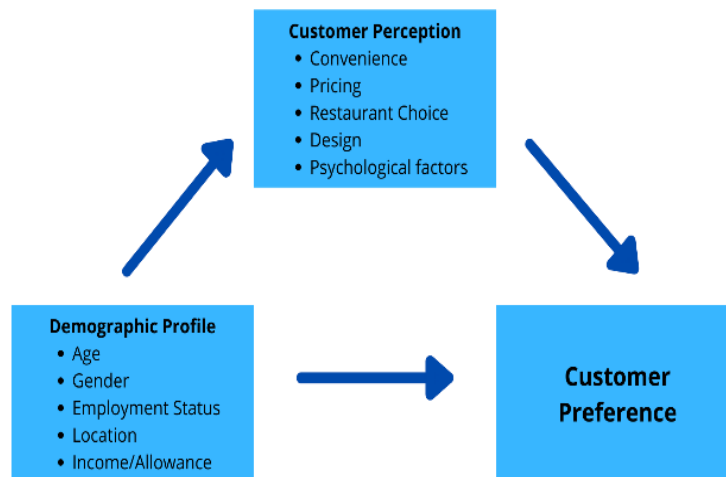 Customer Perception
• Convenience
• Pricing
• Restaurant Choice
• Design
• Psychological factors
Demographic Profile
• Age
• Gender
• Employment Status
• Location
• Income/Allowance
Customer
Preference